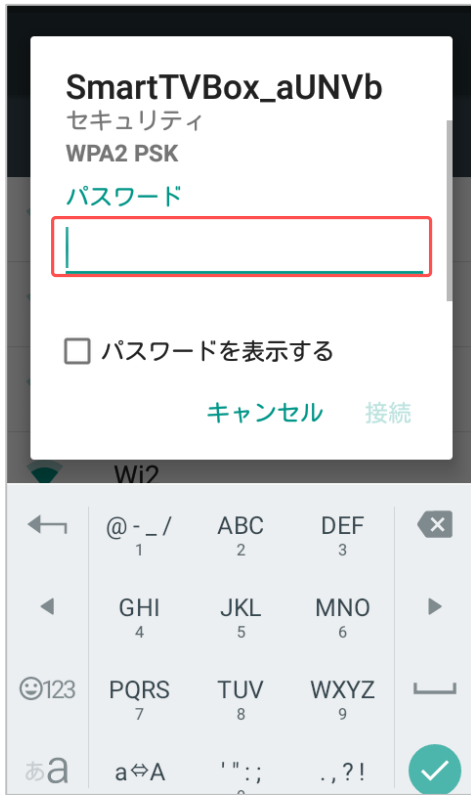 SmartTVBox_aUNVb
セキュリティ
WPA2 PSK
パスワード
パスワードを表示する
キャンセル 接続
Wi2
@-_/ ABC DEF
1 2 3
GHI JKL MNO
4 5 6
123 PQRS TUV WXYZ
7 8 9
あa a⇔A '":; .,?!